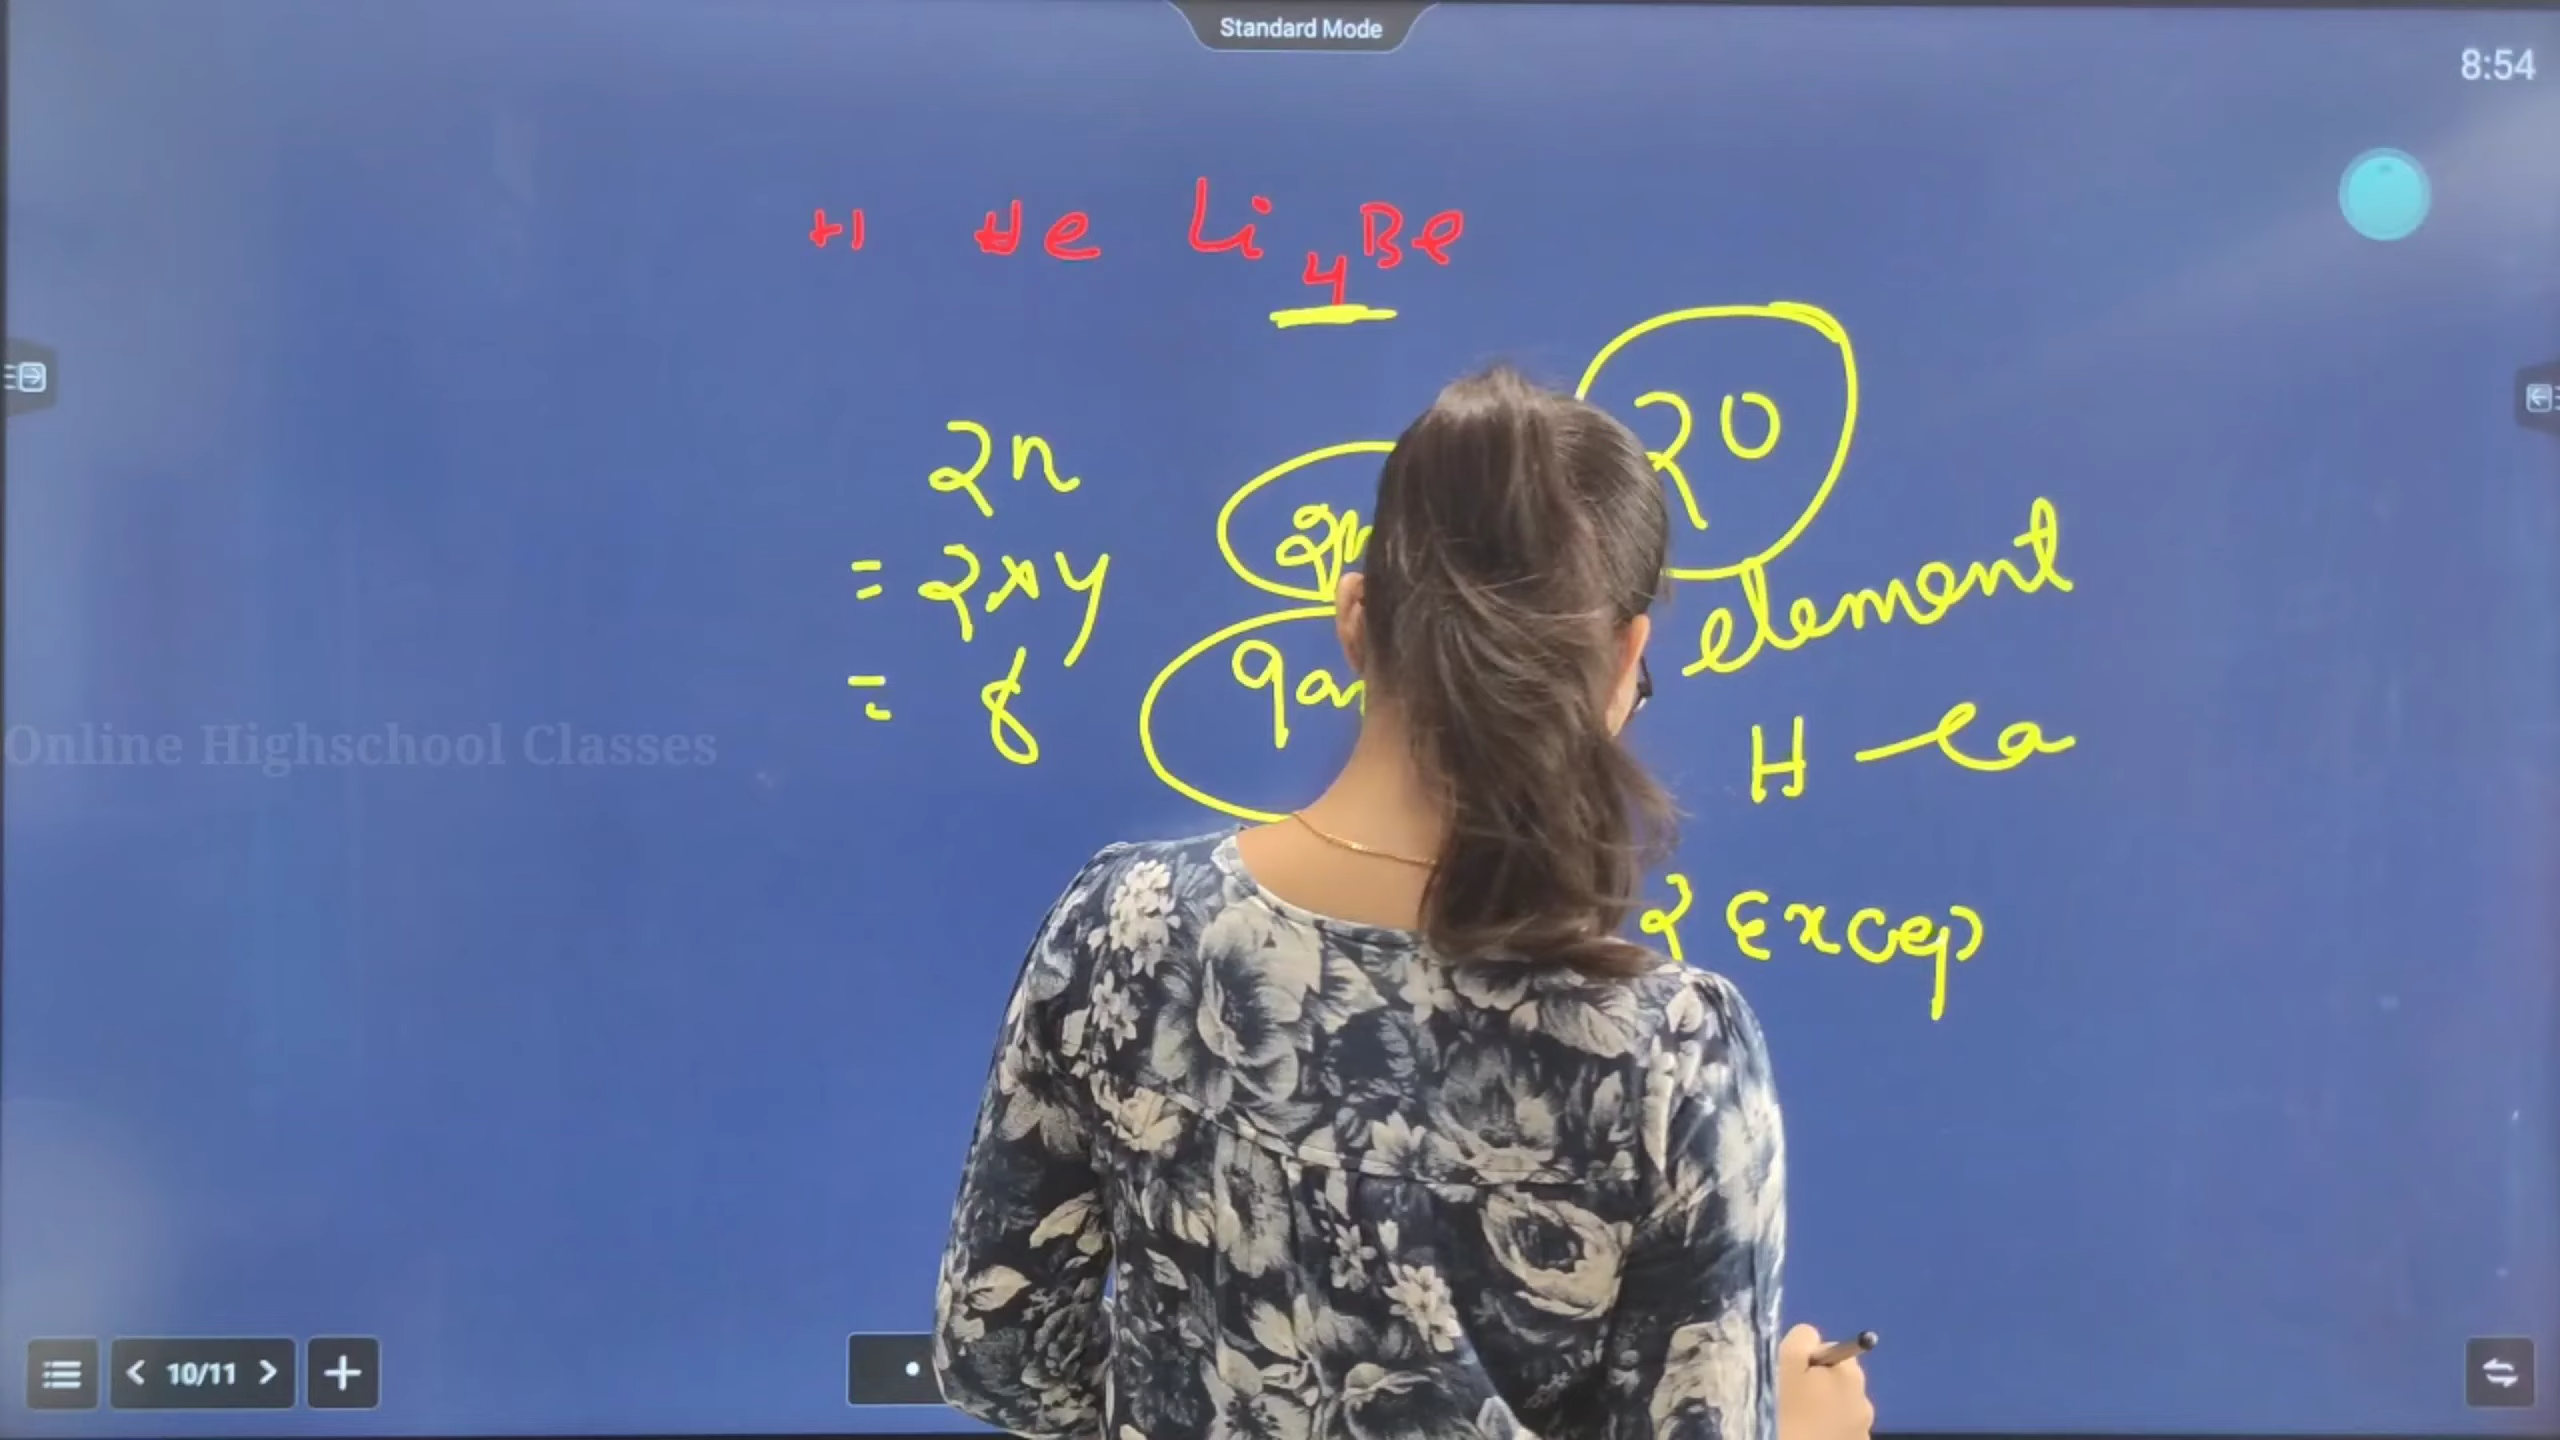 Standard Mode
8:54
H He Li 4Be
20
2n
= 2×4
= 8
element
H - Ca
2 Excep
Online Highschool Classes
10/11